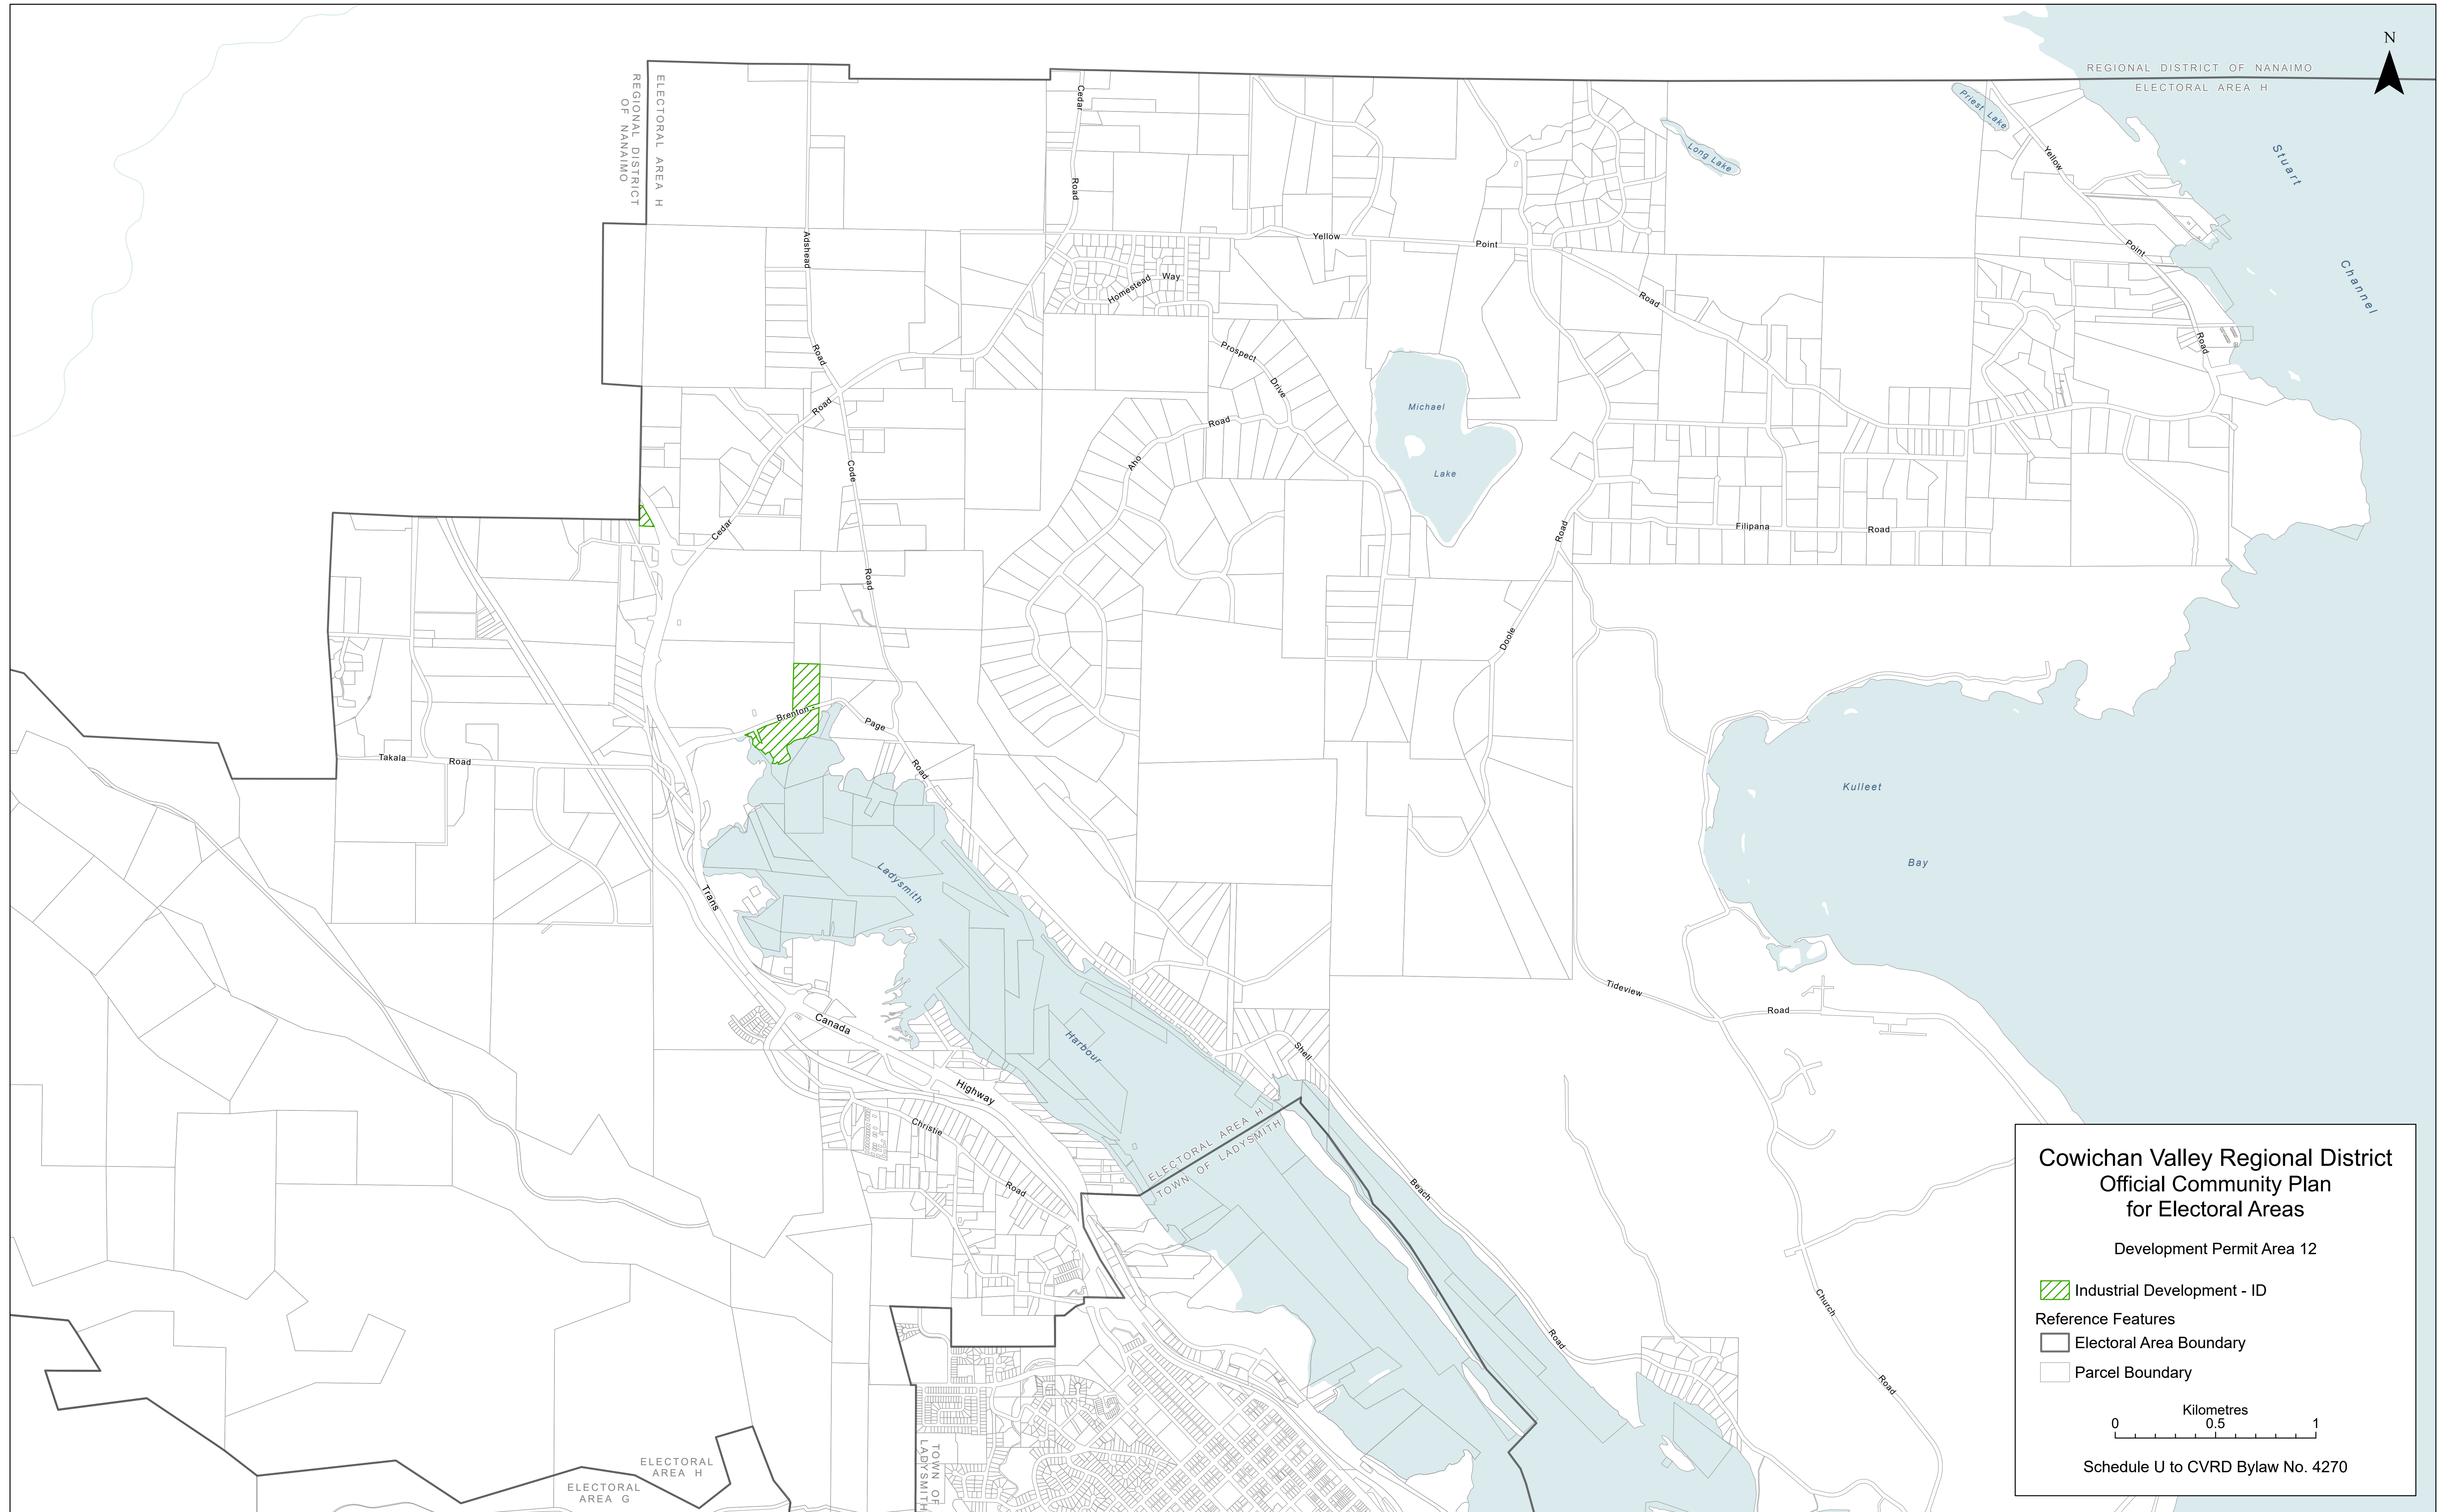 N
REGIONAL DISTRICT OF NANAIMO
ELECTORAL AREA H
ELECTORAL AREA H
REGIONAL DISTRICT
OF NANAIMO
Priest Lake
Long Lake
Stuart
Channel
Yellow
Point
Road
Cedar
Road
Adshead
Road
Yellow
Point
Road
Homestead
Way
Prospect
Drive
Road
Aho
Michael
Lake
Road
Code
Road
Cedar
Filipana
Road
Road
Doole
Brenton -
Page
Road
Takala
Road
Kulleet
Bay
Ladysmith
Harbour
Trans
Canada
Highway
Tideview
Road
Shell
Beach
Road
Christie
Road
ELECTORAL AREA H
TOWN OF LADYSMITH
Church
Road
ELECTORAL
AREA H
ELECTORAL
AREA G
TOWN OF
LADYSMITH
Cowichan Valley Regional District
Official Community Plan
for Electoral Areas
Development Permit Area 12
Industrial Development - ID
Reference Features
Electoral Area Boundary
Parcel Boundary
Kilometres
0 0.5 1
Schedule U to CVRD Bylaw No. 4270